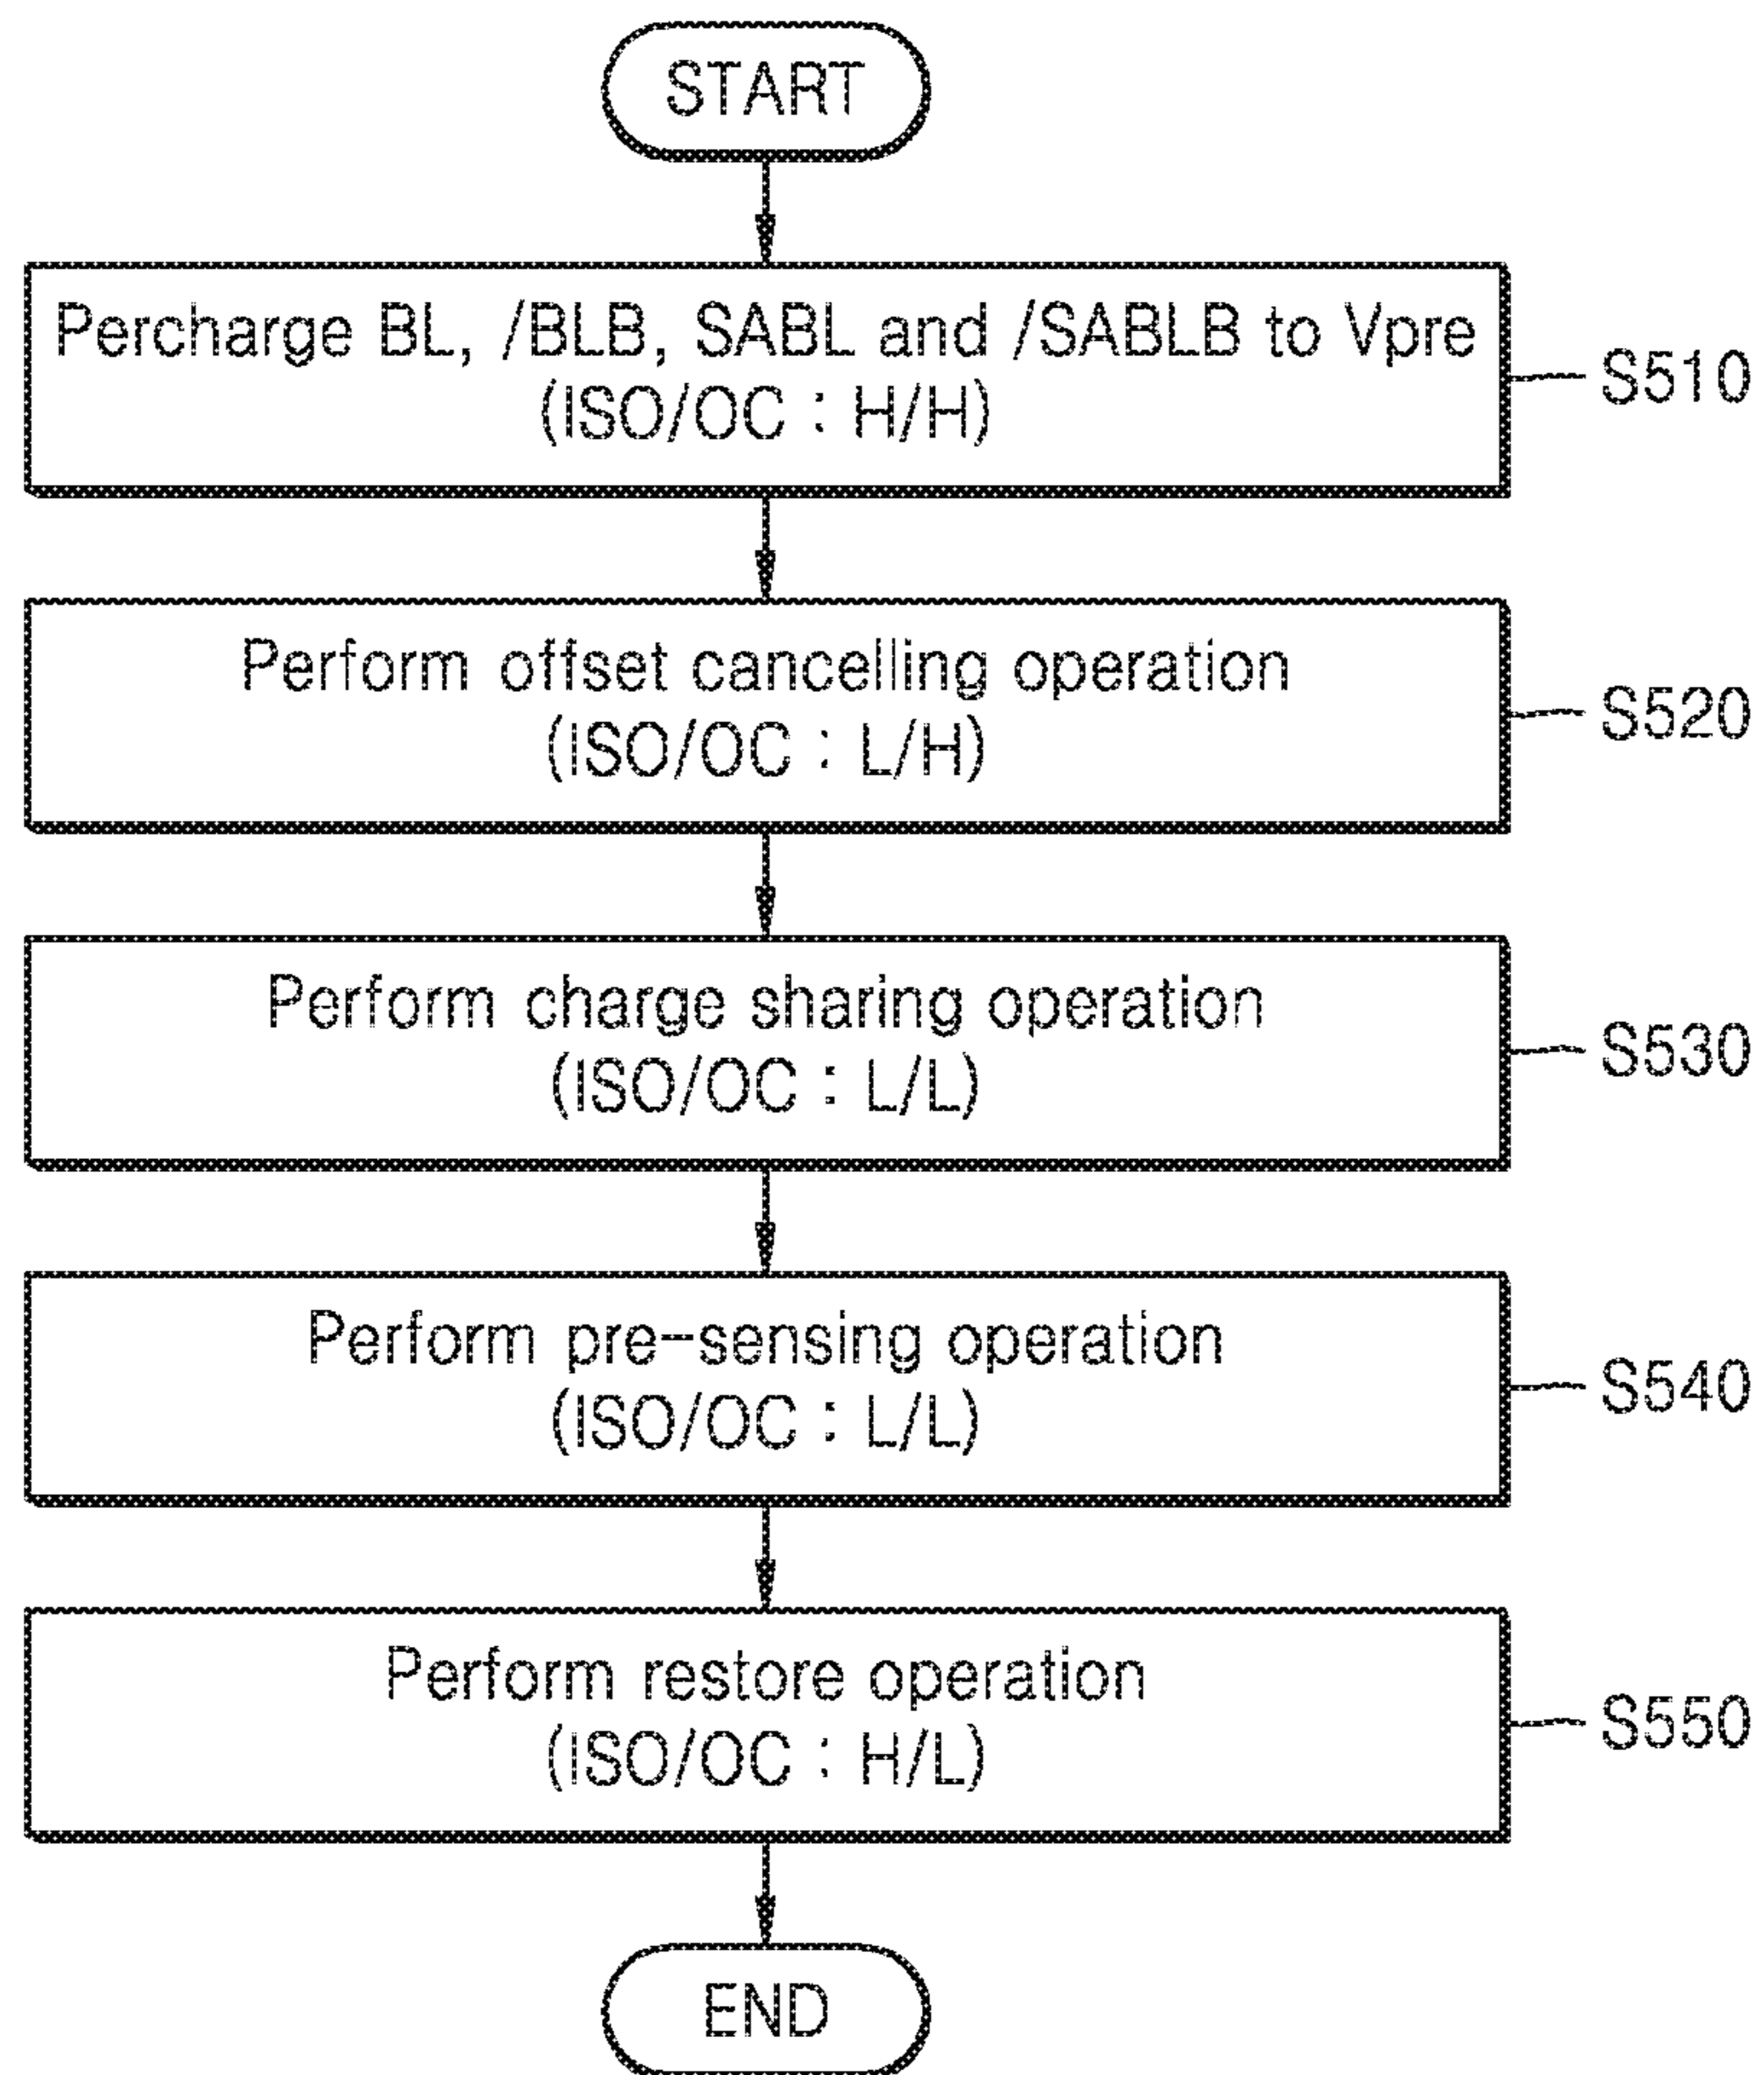 START
Percharge BL, /BLB, SABL and /SABLB to Vpre
(ISO/OC : H/H)
S510
Perform offset cancelling operation
(ISO/OC : L/H)
S520
Perform charge sharing operation
(ISO/OC : L/L)
S530
Perform pre-sensing operation
(ISO/OC : L/L)
S540
Perform restore operation
(ISO/OC : H/L)
S550
END